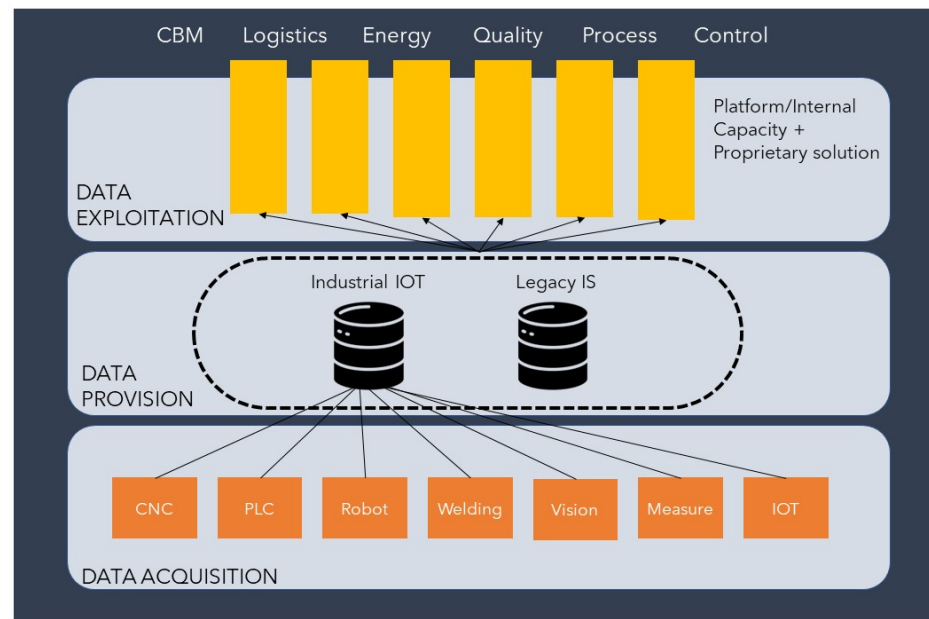 CBM Logistics Energy Quality Process Control
Platform/Internal
Capacity +
Proprietary solution
DATA
EXPLOITATION
Industrial IOT Legacy IS
DATA
PROVISION
CNC PLC Robot Welding Vision Measure IOT
DATA ACQUISITION